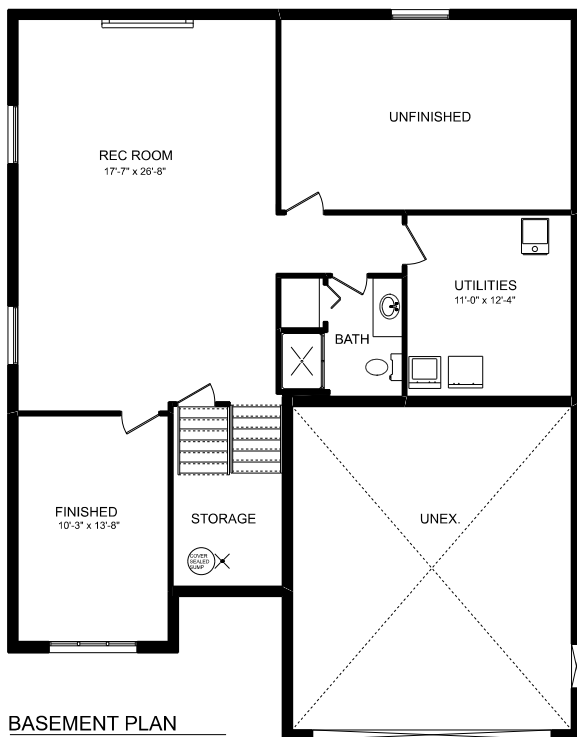 UNFINISHED
REC ROOM
17'-7" x 26'-8"
UTILITIES
11'-0" x 12'-4"
BATH
FINISHED
10'-3" x 13'-8"
STORAGE
UNEX.
COVER
SEALED
SUMP
BASEMENT PLAN